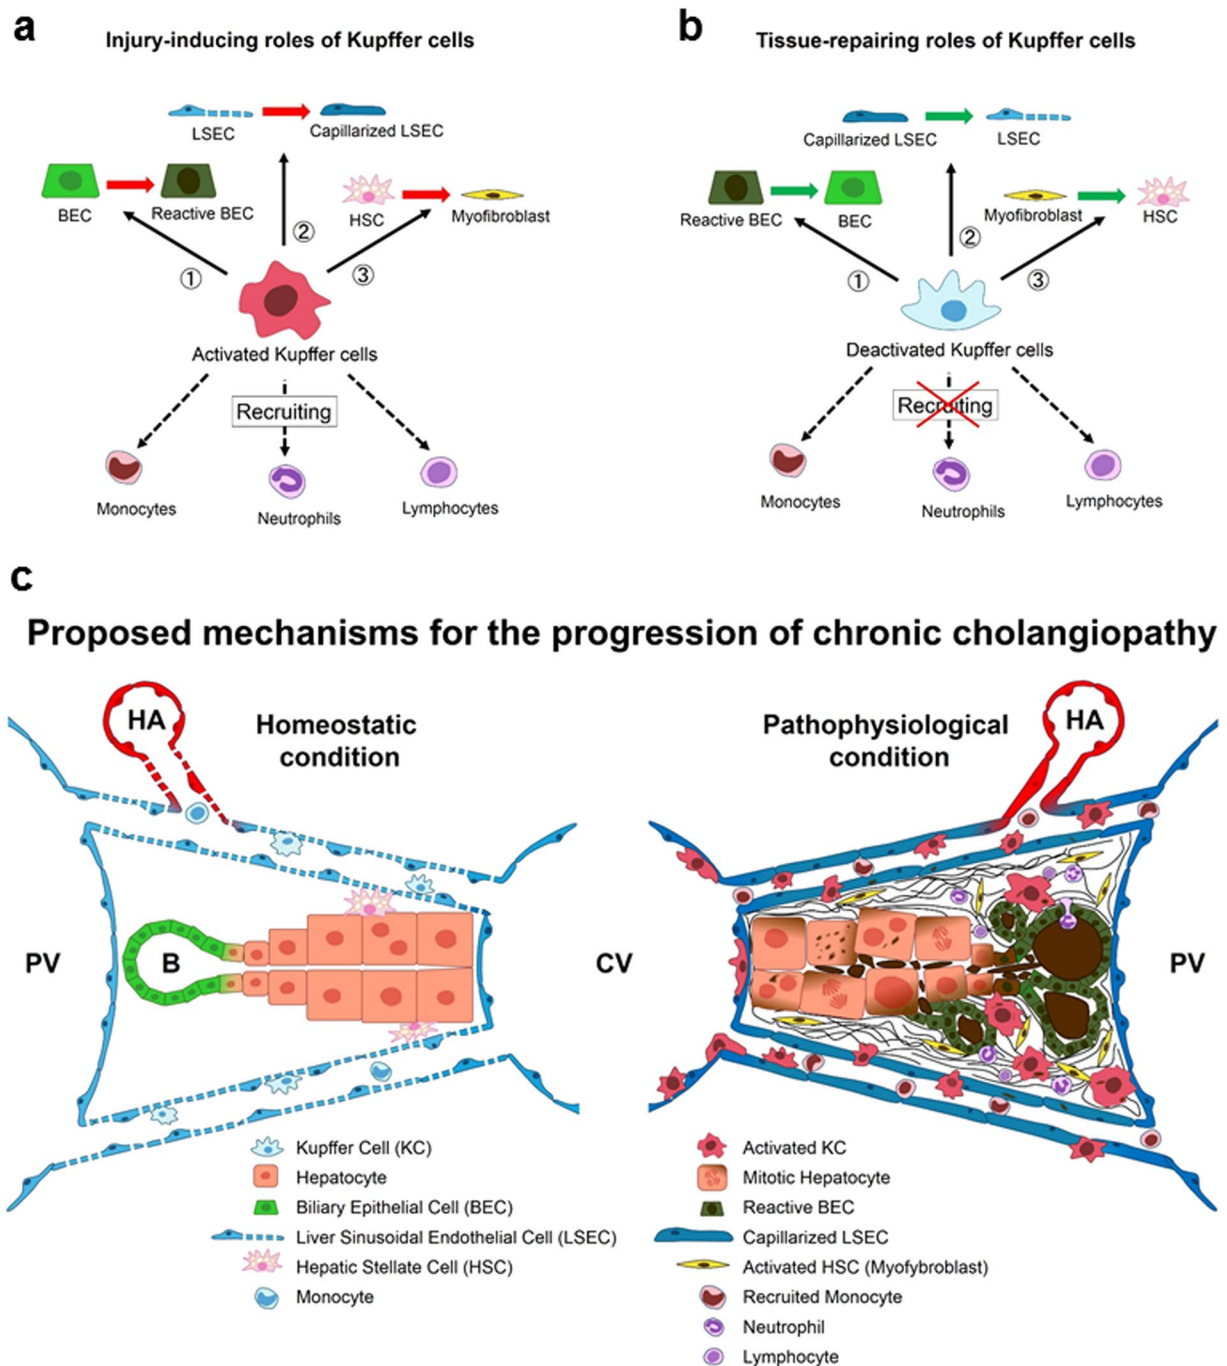 a
Injury-inducing roles of Kupffer cells
LSEC
Capillarized LSEC
BEC
Reactive BEC
HSC
Myofibroblast
①
②
③
Activated Kupffer cells
Recruiting
Monocytes
Neutrophils
Lymphocytes
b
Tissue-repairing roles of Kupffer cells
Capillarized LSEC
LSEC
Reactive BEC
BEC
Myofibroblast
HSC
①
②
③
Deactivated Kupffer cells
Recruiting
Monocytes
Neutrophils
Lymphocytes
c
Proposed mechanisms for the progression of chronic cholangiopathy
HA
Homeostatic
condition
PV
B
CV
Pathophysiological
condition
HA
PV
Kupffer Cell (KC)
Hepatocyte
Biliary Epithelial Cell (BEC)
Liver Sinusoidal Endothelial Cell (LSEC)
Hepatic Stellate Cell (HSC)
Monocyte
Activated KC
Mitotic Hepatocyte
Reactive BEC
Capillarized LSEC
Activated HSC (Myofybroblast)
Recruited Monocyte
Neutrophil
Lymphocyte